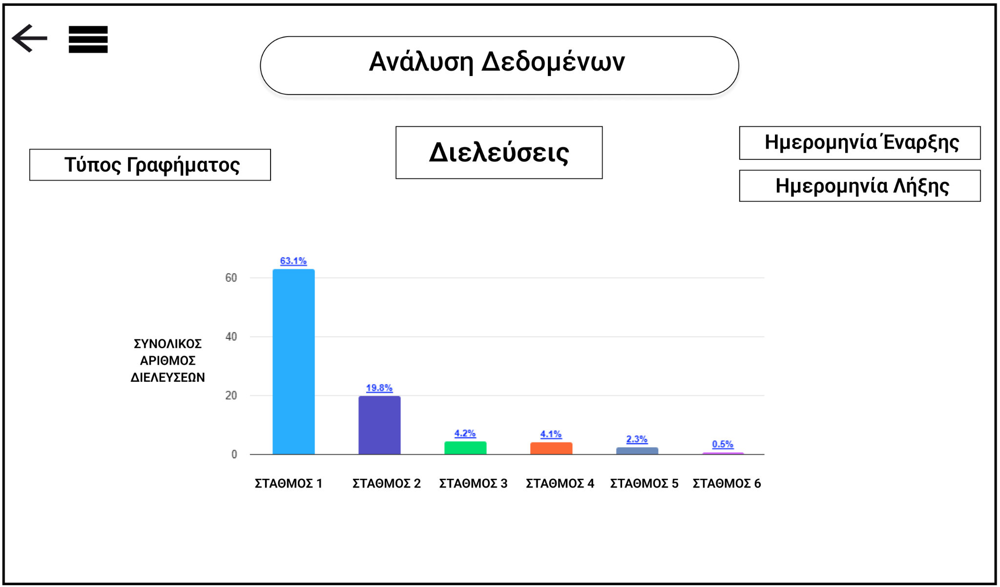 Ανάλυση Δεδομένων
Διελεύσεις
Τύπος Γραφήματος
Ημερομηνία Έναρξης
Ημερομηνία Λήξης
63.1%
19.8%
4.2%
4.1%
2.3%
0.5%
60
40
20
0
ΣΥΝΟΛΙΚΟΣ
ΑΡΙΘΜΟΣ
ΔΙΕΛΕΥΣΕΩΝ
ΣΤΑΘΜΟΣ 1
ΣΤΑΘΜΟΣ 2
ΣΤΑΘΜΟΣ 3
ΣΤΑΘΜΟΣ 4
ΣΤΑΘΜΟΣ 5
ΣΤΑΘΜΟΣ 6